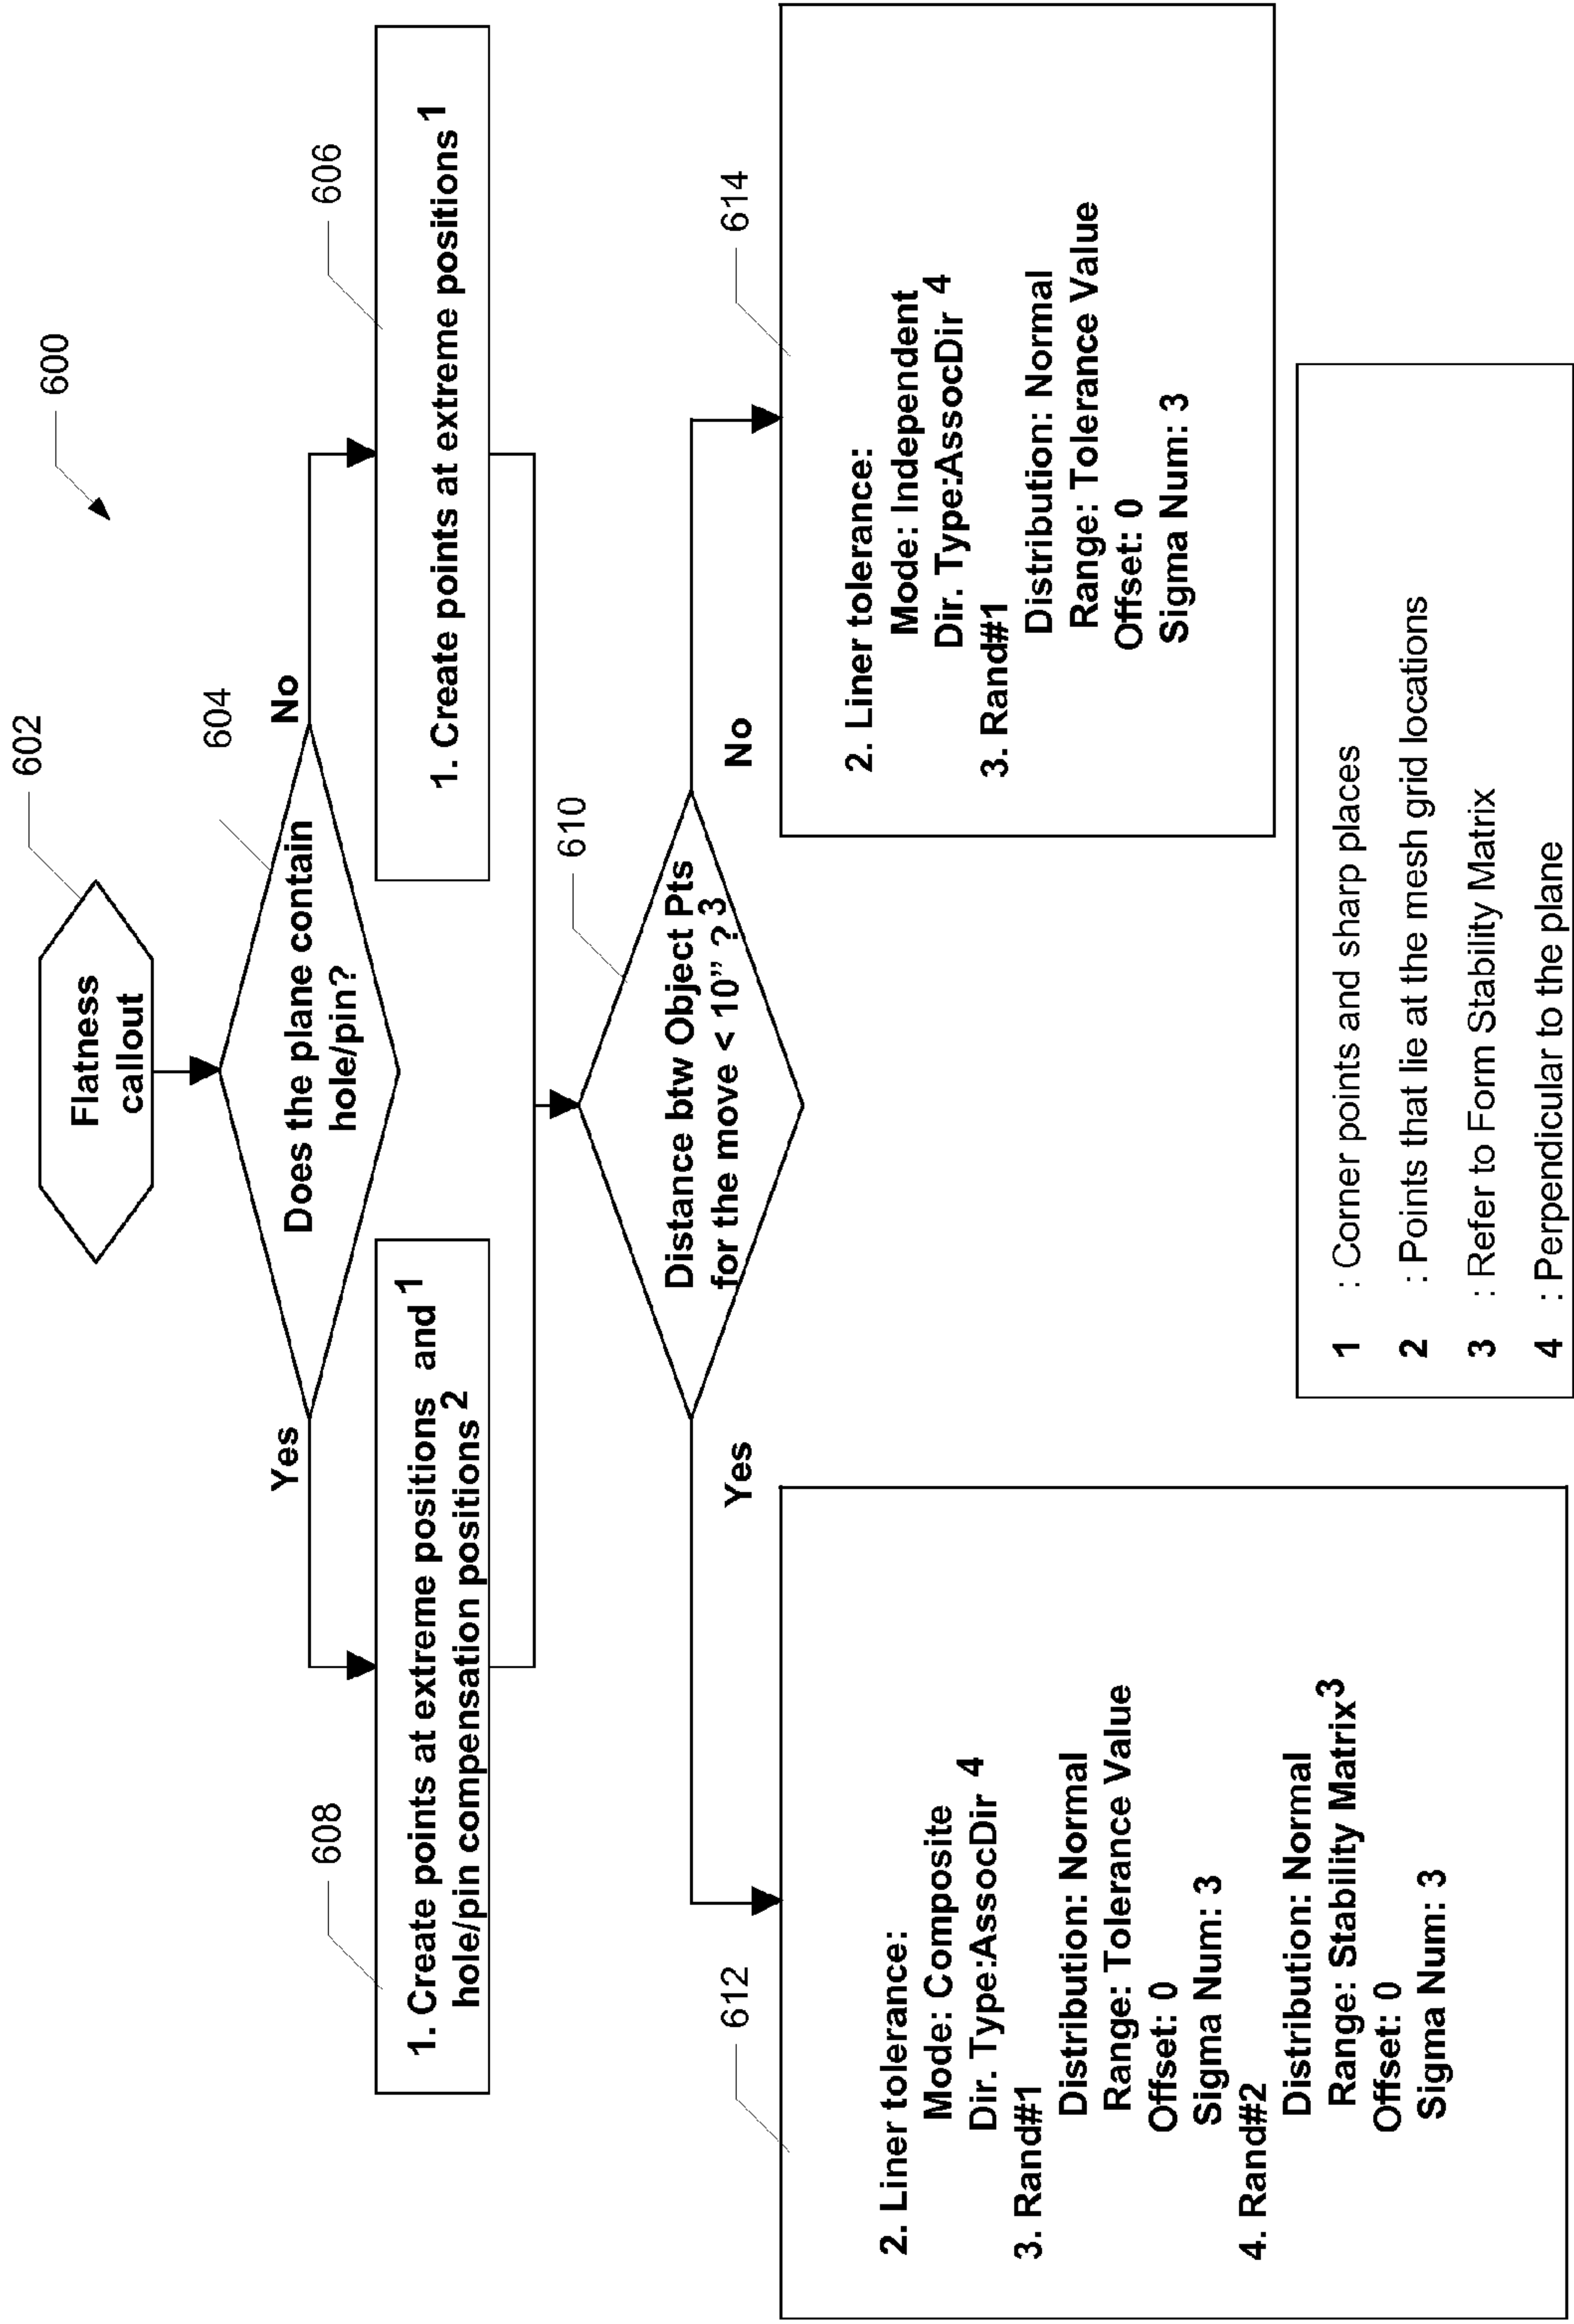 600
602
Flatness
callout
604
Does the plane contain
hole/pin?
Yes
No
608
1. Create points at extreme positions and 1
hole/pin compensation positions 2
606
1. Create points at extreme positions 1
610
Distance btw Object Pts
for the move < 10” ? 3
Yes
No
612
2. Liner tolerance:
Mode: Composite
Dir. Type:AssocDir 4
3. Rand#1
Distribution: Normal
Range: Tolerance Value
Offset: 0
Sigma Num: 3
4. Rand#2
Distribution: Normal
Range: Stability Matrix 3
Offset: 0
Sigma Num: 3
614
2. Liner tolerance:
Mode: Independent
Dir. Type:AssocDir 4
3. Rand#1
Distribution: Normal
Range: Tolerance Value
Offset: 0
Sigma Num: 3
1 : Corner points and sharp places
2 : Points that lie at the mesh grid locations
3 : Refer to Form Stability Matrix
4 : Perpendicular to the plane